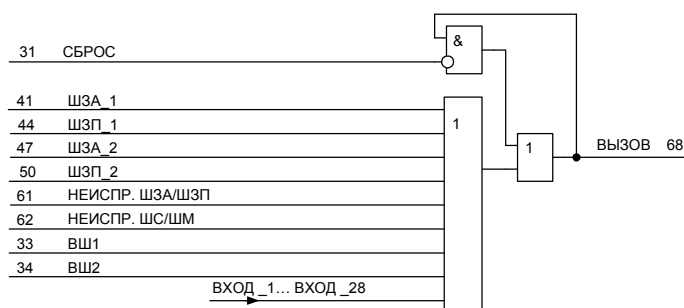 &
31 СБРОС
41 ШЗА_1
1
44 ШЗП_1
47 ШЗА_2
1
ВЫЗОВ 68
50 ШЗП_2
61 НЕИСПР. ШЗА/ШЗП
62 НЕИСПР. ШС/ШМ
33 ВШ1
34 ВШ2
ВХОД _1... ВХОД _28